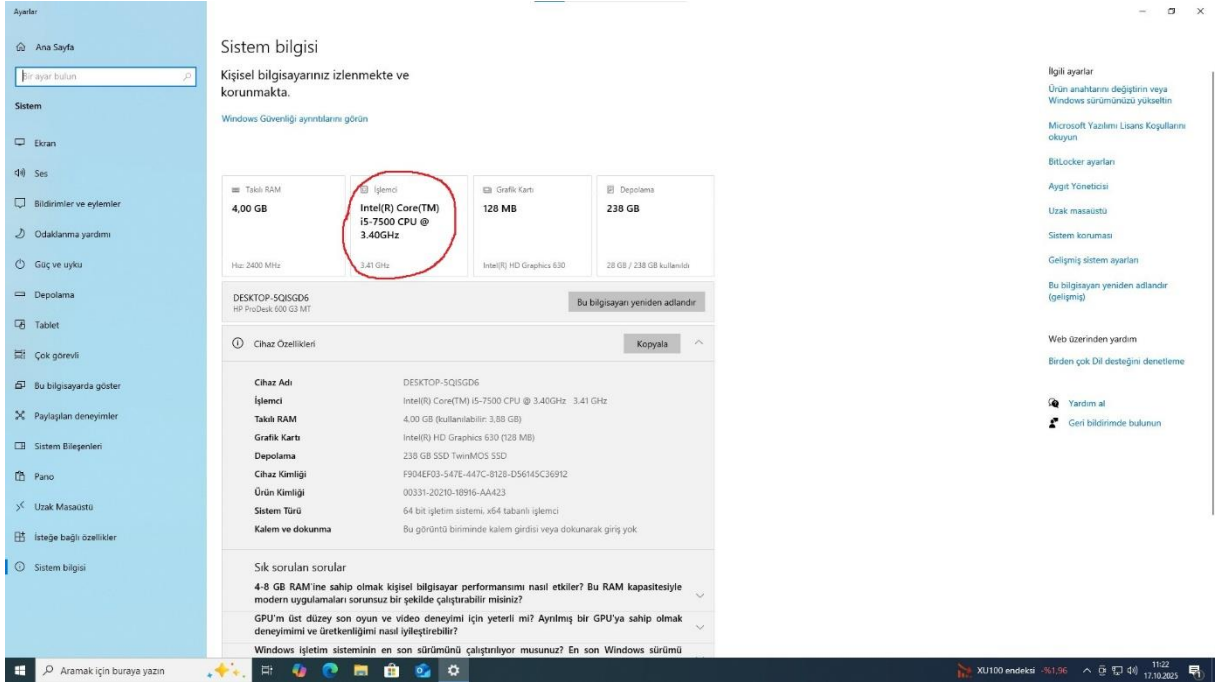 Ayarlar
Ana Sayfa
Bir ayar bulun
Sistem
Ekran
Ses
Bildirimler ve eylemler
Odaklanma yardımı
Güç ve uyku
Depolama
Tablet
Çok görevli
Bu bilgisayarda göster
Paylaşılan deneyimler
Sistem Bileşenleri
Pano
Uzak Masaüstü
İsteğe bağlı özellikler
Sistem bilgisi
Sistem bilgisi
Kişisel bilgisayarınız izlenmekte ve
korunmakta.
Windows Güvenliği ayrıntılarını görün
Takılı RAM
4,00 GB
Hız: 2400 MHz
İşlemci
Intel(R) Core(TM)
i5-7500 CPU @
3.40GHz
3.41 GHz
Grafik Kartı
128 MB
Intel(R) HD Graphics 630
Depolama
238 GB
28 GB / 238 GB kullanıldı
DESKTOP-5QISGD6
HP ProDesk 600 G3 MT
Bu bilgisayarı yeniden adlandır
Cihaz Özellikleri
Kopyala
Cihaz Adı DESKTOP-5QISGD6
İşlemci Intel(R) Core(TM) i5-7500 CPU @ 3.40GHz 3.41 GHz
Takılı RAM 4,00 GB (kullanılabilir: 3,88 GB)
Grafik Kartı Intel(R) HD Graphics 630 (128 MB)
Depolama 238 GB SSD TwinMOS SSD
Cihaz Kimliği F904EF03-547E-447C-8128-D56145C36912
Ürün Kimliği 00331-20210-18916-AA423
Sistem Türü 64 bit işletim sistemi, x64 tabanlı işlemci
Kalem ve dokunma Bu görüntü biriminde kalem girdisi veya dokunarak giriş yok
Sık sorulan sorular
4-8 GB RAM'ine sahip olmak kişisel bilgisayar performansımı nasıl etkiler? Bu RAM kapasitesiyle
modern uygulamaları sorunsuz bir şekilde çalıştırabilir misiniz?
GPU'm üst düzey son oyun ve video deneyimi için yeterli mi? Ayrılmış bir GPU'ya sahip olmak
deneyimimi ve üretkenliğimi nasıl iyileştirebilir?
Windows işletim sisteminin en son sürümünü çalıştırılıyor musunuz? En son Windows sürümü
İlgili ayarlar
Ürün anahtarını değiştirin veya
Windows sürümünüzü yükseltin
Microsoft Yazılımı Lisans Koşullarını
okuyun
BitLocker ayarları
Aygıt Yöneticisi
Uzak masaüstü
Sistem koruması
Gelişmiş sistem ayarları
Bu bilgisayarı yeniden adlandır
(gelişmiş)
Web üzerinden yardım
Birden çok Dil desteğini denetleme
Yardım al
Geri bildirimde bulunun
Aramak için buraya yazın
XU100 endeksi -%1,96
11:22
17.10.2025